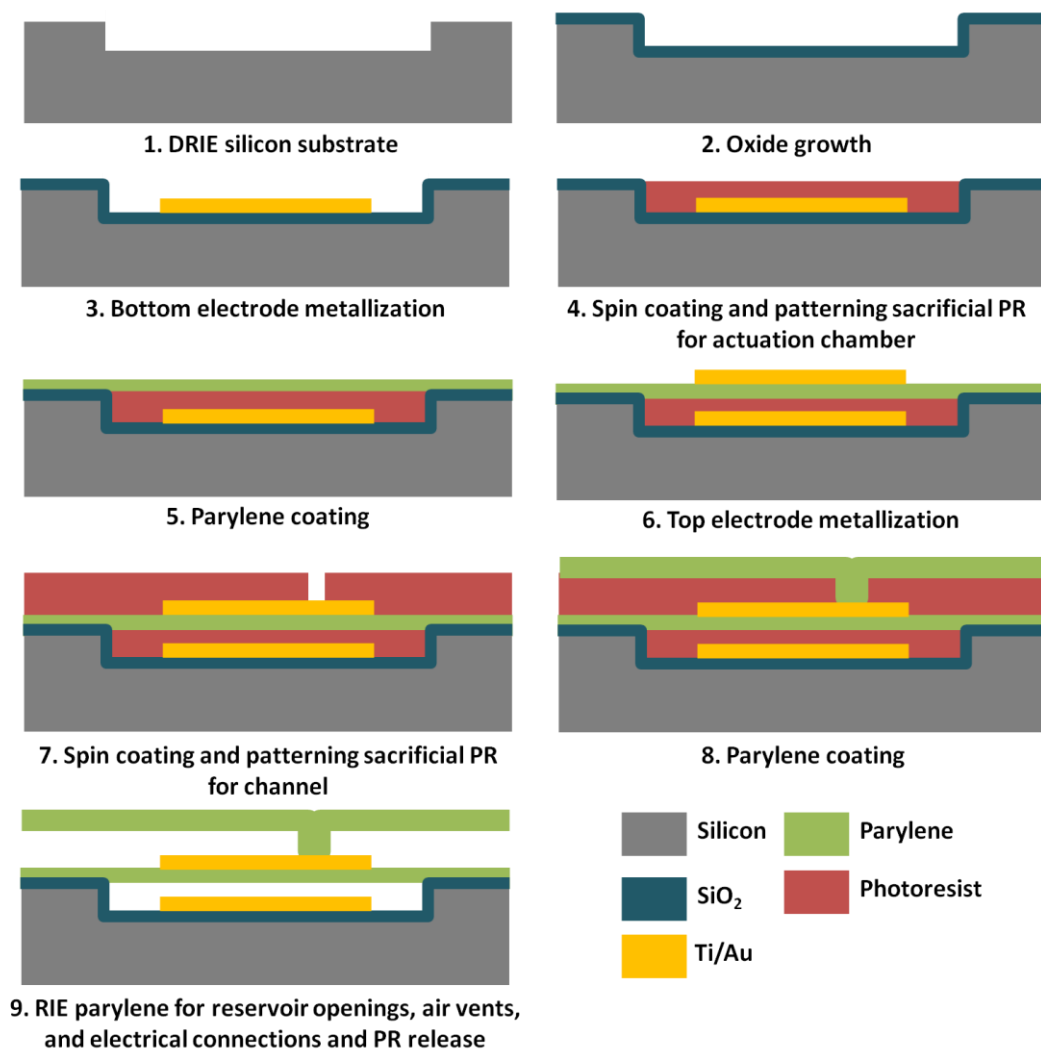 1. DRIE silicon substrate
2. Oxide growth
3. Bottom electrode metallization
4. Spin coating and patterning sacrificial PR
for actuation chamber
5. Parylene coating
6. Top electrode metallization
7. Spin coating and patterning sacrificial PR
for channel
8. Parylene coating
Silicon
Parylene
SiO₂
Photoresist
Ti/Au
9. RIE parylene for reservoir openings, air vents,
and electrical connections and PR release